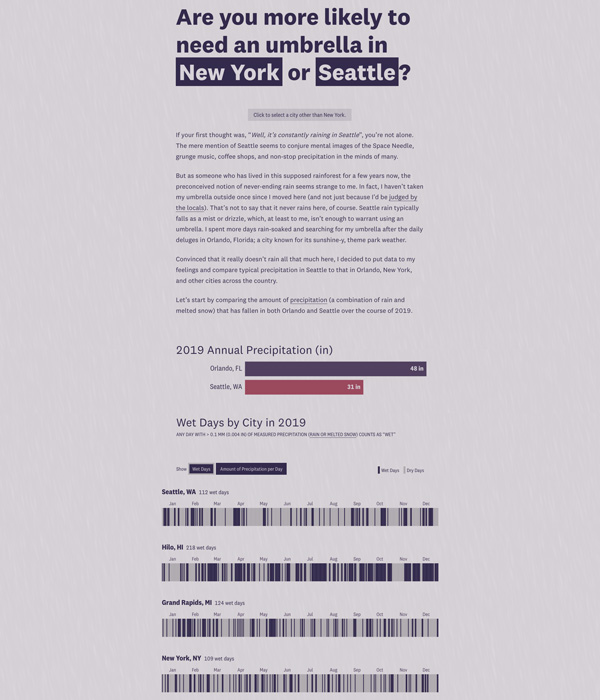 Are you more likely to
need an umbrella in
New York or Seattle?
Click to select a city other than New York.
If your first thought was, "Well, it's constantly raining in Seattle", you're not alone.
The mere mention of Seattle seems to conjure mental images of the Space Needle,
grunge music, coffee shops, and non-stop precipitation in the minds of many.
But as someone who has lived in this supposed rainforest for a few years now, the
preconceived notion of never-ending rain seems strange to me. In fact, I haven't taken
my umbrella outside once since I moved here (and not just because I'd be judged by
the locals). That's not to say that it never rains here, of course. Seattle rain typically
falls as a mist or drizzle, which, at least to me, isn't enough to warrant using an
umbrella. I spent more days rain-soaked and searching for my umbrella after the daily
deluges in Orlando, Florida; a city known for its sunshine-y, theme park weather.
Convinced that it really doesn't rain all that much here, I decided to put data to my
feelings and compare typical precipitation in Seattle to that in Orlando, New York,
and other cities across the country.
Let's start by comparing the amount of precipitation (a combination of rain and
melted snow) that has fallen in both Orlando and Seattle over the course of 2019.
2019 Annual Precipitation (in)
Orlando, FL 48 in
Seattle, WA 31 in
Wet Days by City in 2019
ANY DAY WITH > 0.1 MM (0.004 IN) OF MEASURED PRECIPITATION (RAIN OR MELTED SNOW) COUNTS AS "WET"
Show Wet Days Amount of Precipitation per Day Wet Days Dry Days
Seattle, WA 112 wet days
Jan Feb Mar Apr May Jun Jul Aug Sep Oct Nov Dec
Hilo, HI 218 wet days
Jan Feb Mar Apr May Jun Jul Aug Sep Oct Nov Dec
Grand Rapids, MI 124 wet days
Jan Feb Mar Apr May Jun Jul Aug Sep Oct Nov Dec
New York, NY 109 wet days
Jan Feb Mar Apr May Jun Jul Aug Sep Oct Nov Dec